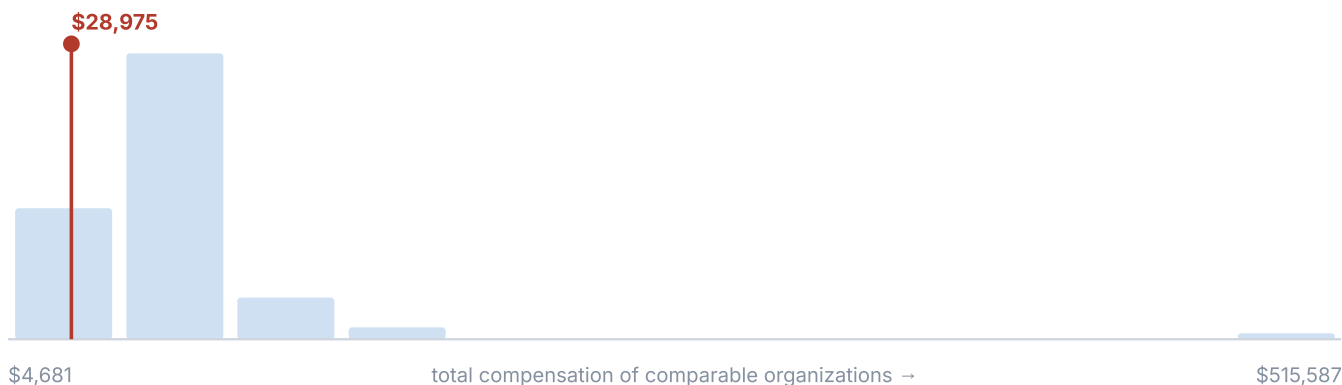 $28,975
$4,681
total compensation of comparable organizations →
$515,587